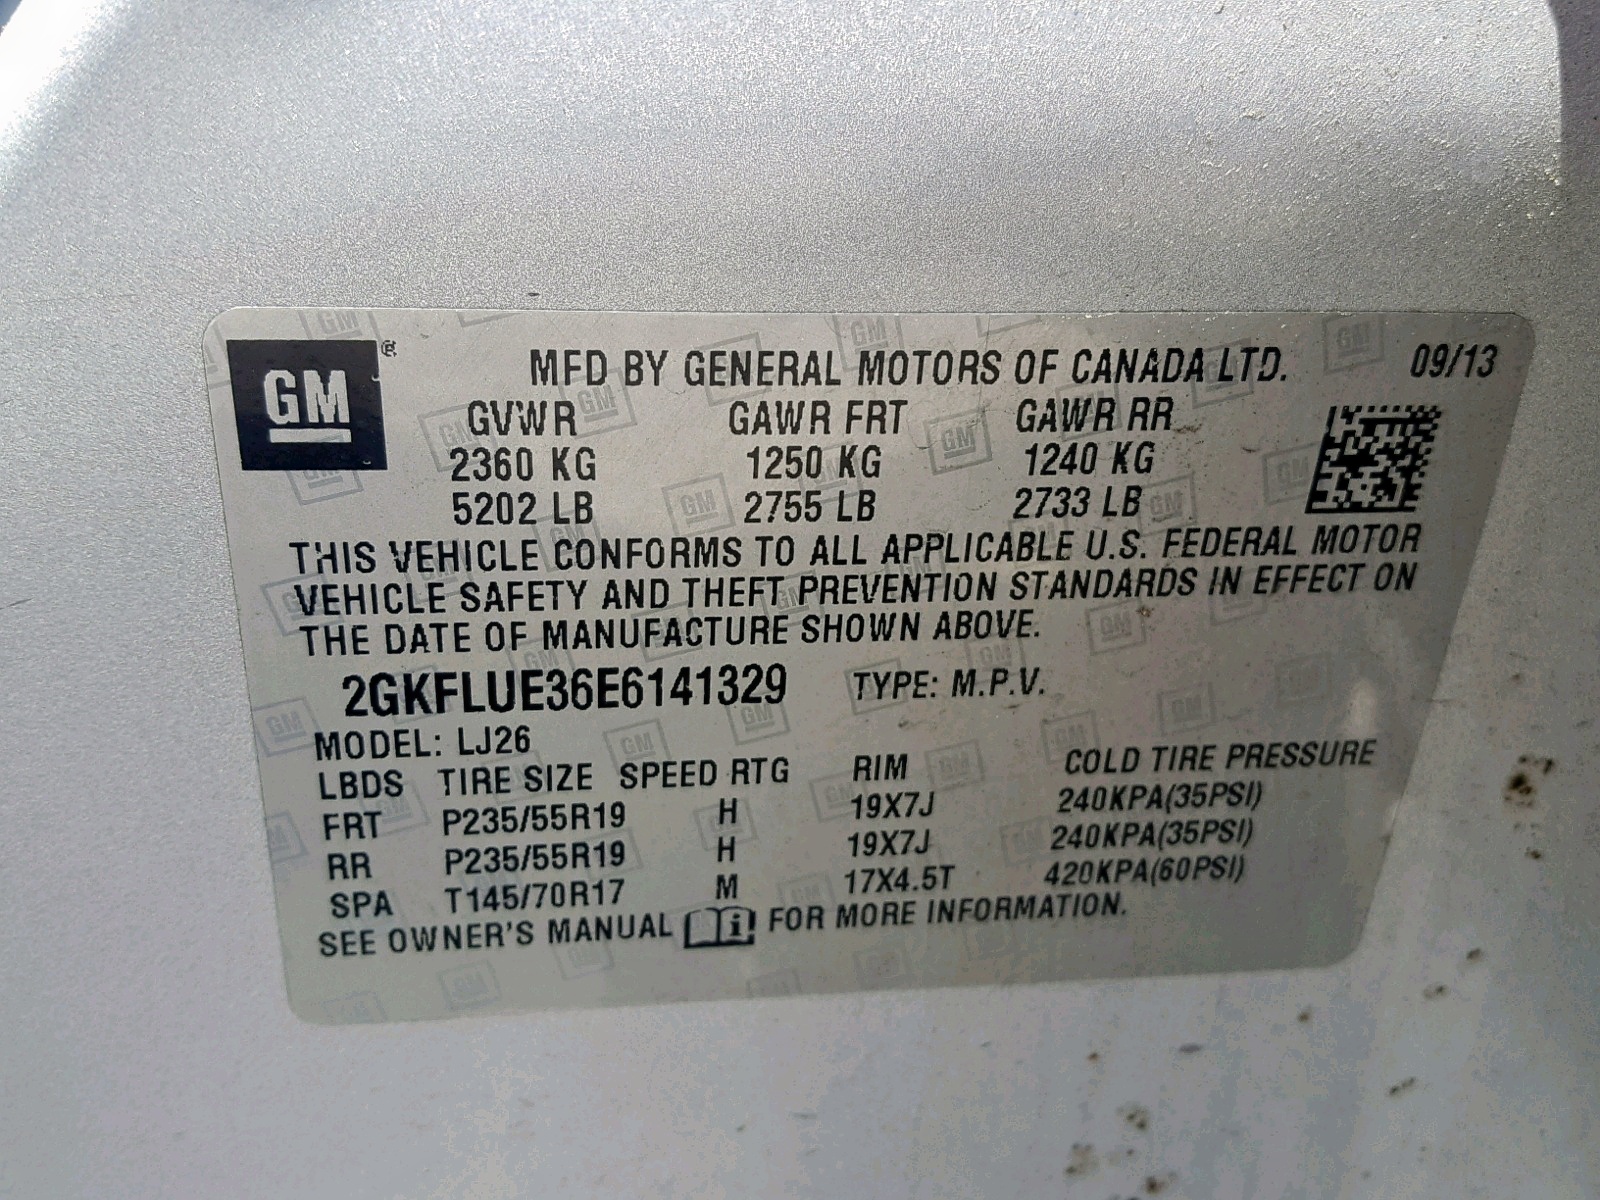 GM ®
MFD BY GENERAL MOTORS OF CANADA LTD. 09/13
GVWR GAWR FRT GAWR RR
2360 KG 1250 KG 1240 KG
5202 LB 2755 LB 2733 LB
THIS VEHICLE CONFORMS TO ALL APPLICABLE U.S. FEDERAL MOTOR
VEHICLE SAFETY AND THEFT PREVENTION STANDARDS IN EFFECT ON
THE DATE OF MANUFACTURE SHOWN ABOVE.
2GKFLUE36E6141329 TYPE: M.P.V.
MODEL: LJ26
LBDS TIRE SIZE SPEED RTG RIM COLD TIRE PRESSURE
FRT P235/55R19 H 19X7J 240KPA(35PSI)
RR P235/55R19 H 19X7J 240KPA(35PSI)
SPA T145/70R17 M 17X4.5T 420KPA(60PSI)
SEE OWNER'S MANUAL i FOR MORE INFORMATION.